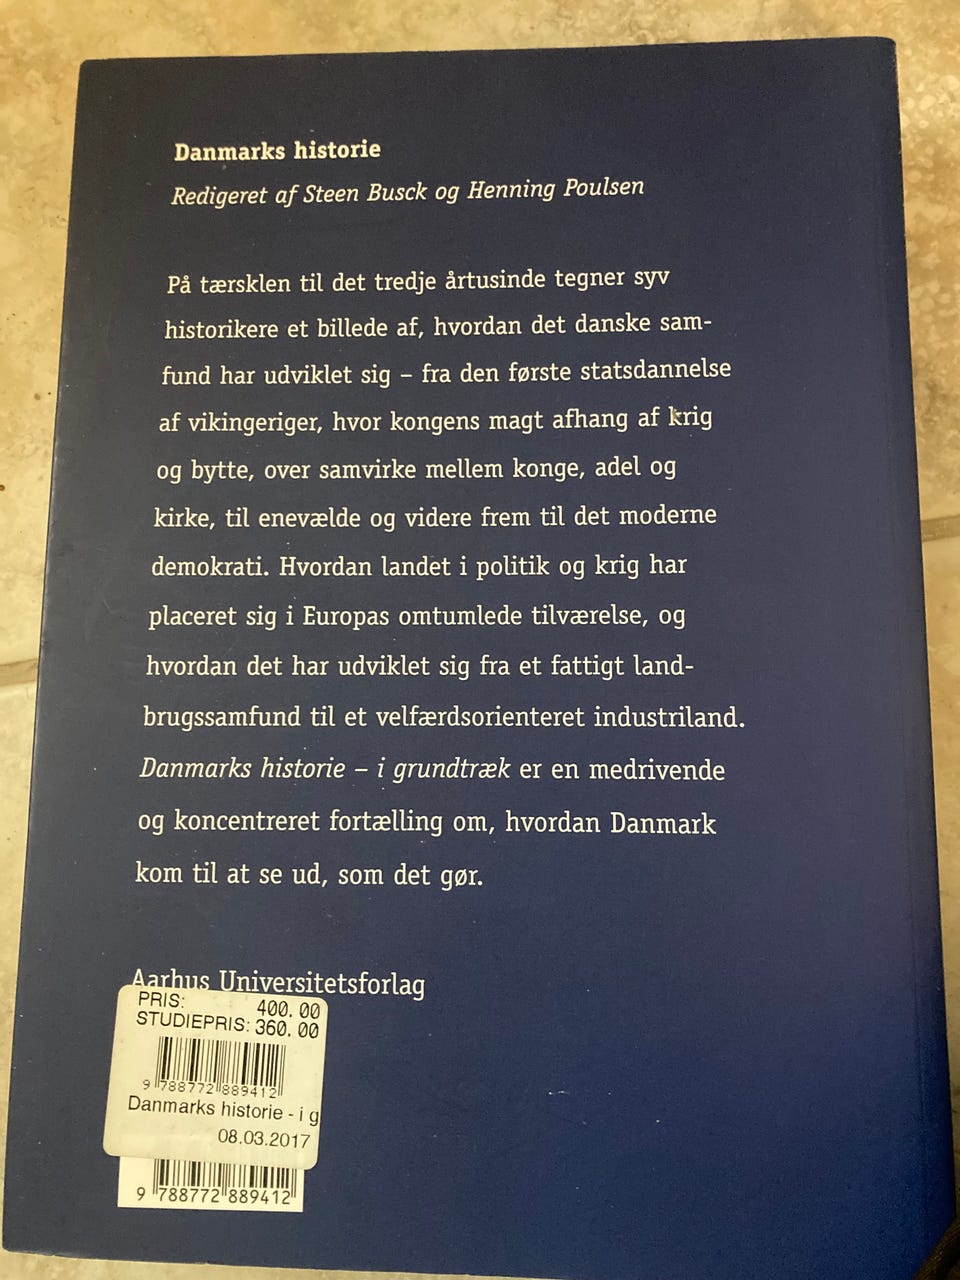 Danmarks historie
Redigeret af Steen Busck og Henning Poulsen
På tærsklen til det tredje årtusinde tegner syv
historikere et billede af, hvordan det danske sam-
fund har udviklet sig – fra den første statsdannelse
af vikingeriger, hvor kongens magt afhang af krig
og bytte, over samvirke mellem konge, adel og
kirke, til enevælde og videre frem til det moderne
demokrati. Hvordan landet i politik og krig har
placeret sig i Europas omtumlede tilværelse, og
hvordan det har udviklet sig fra et fattigt land-
brugssamfund til et velfærdsorienteret industriland.
Danmarks historie – i grundtræk er en medrivende
og koncentreret fortælling om, hvordan Danmark
kom til at se ud, som det gør.
Aarhus Universitetsforlag
PRIS: 400.00
STUDIEPRIS: 360.00
9 788772 889412
Danmarks historie - i g
08.03.2017
9 788772 889412